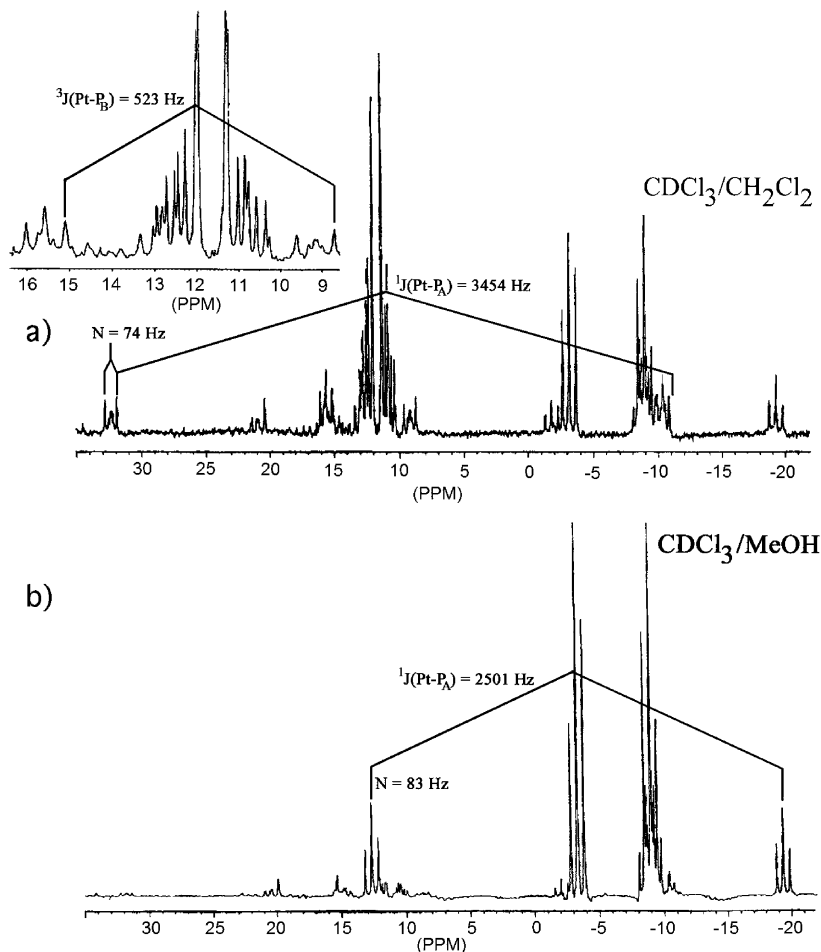 ³J(Pt-P_B) = 523 Hz
CDCl₃/CH₂Cl₂
16 15 14 13 12 11 10 9
(PPM)
¹J(Pt-P_A) = 3454 Hz
a)
N = 74 Hz
30 25 20 15 10 5 0 -5 -10 -15 -20
(PPM)
CDCl₃/MeOH
b)
¹J(Pt-P_A) = 2501 Hz
N = 83 Hz
30 25 20 15 10 5 0 -5 -10 -15 -20
(PPM)